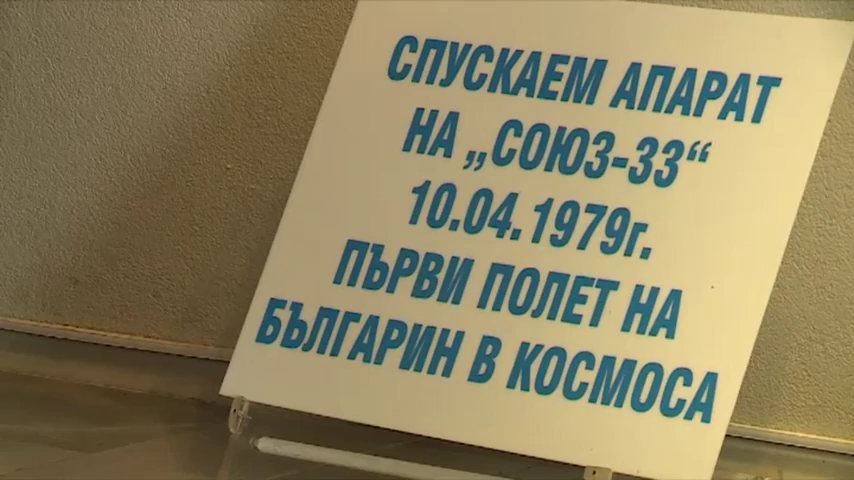 СПУСКАЕМ АПАРАТ
НА „СОЮЗ-33“
10.04.1979г.
ПЪРВИ ПОЛЕТ НА
БЪЛГАРИН В КОСМОСА